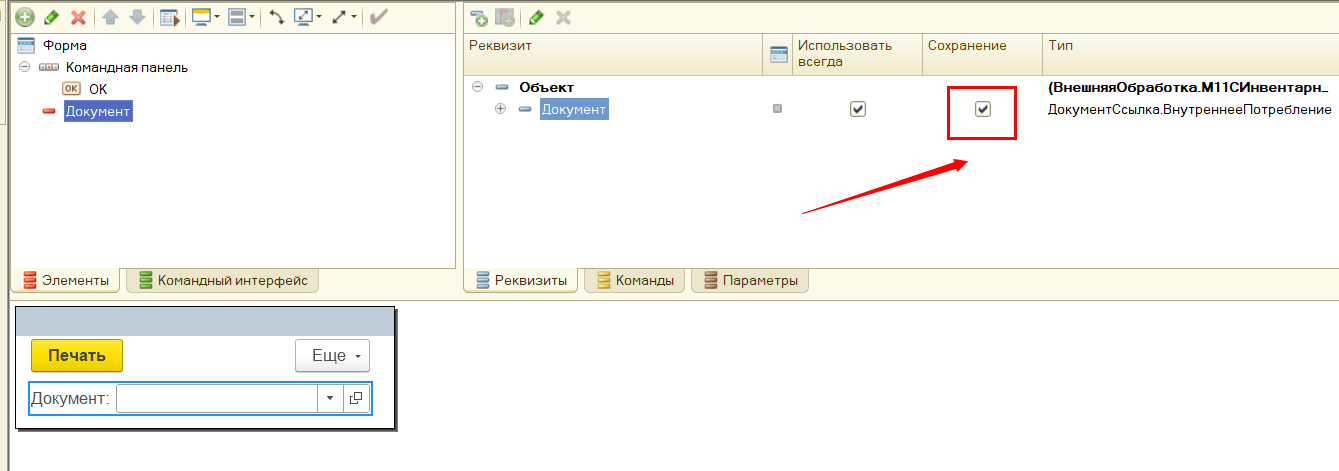 Форма
Командная панель
OK
OK
Документ
Реквизит
Использовать всегда
Сохранение
Тип
Объект
(ВнешняяОбработка.М11СИнвентарн...
Документ
ДокументСсылка.ВнутреннееПотребление
Элементы
Командный интерфейс
Реквизиты
Команды
Параметры
Печать
Еще
Документ: